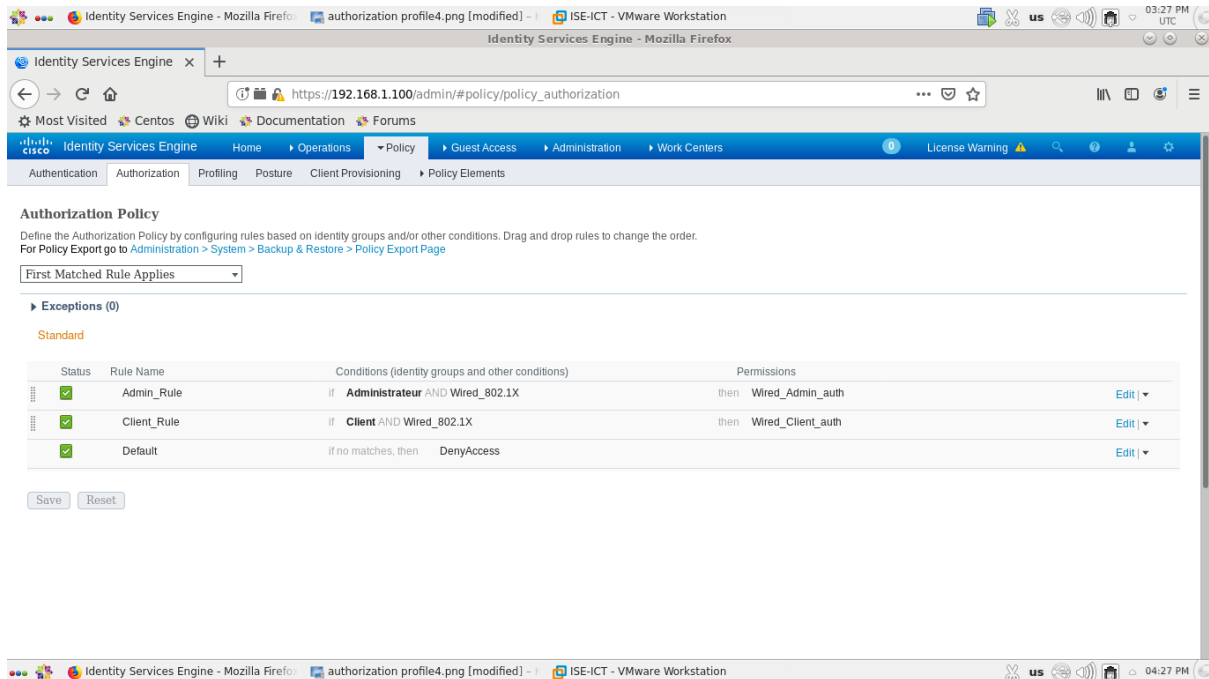 Identity Services Engine - Mozilla Firefo authorization profile4.png [modified] - ISE-ICT - VMware Workstation us 03:27 PM UTC
Identity Services Engine - Mozilla Firefox
Identity Services Engine × +
https://192.168.1.100/admin/#policy/policy_authorization
Most Visited Centos Wiki Documentation Forums
cisco Identity Services Engine Home Operations Policy Guest Access Administration Work Centers 0 License Warning
Authentication Authorization Profiling Posture Client Provisioning Policy Elements
Authorization Policy
Define the Authorization Policy by configuring rules based on identity groups and/or other conditions. Drag and drop rules to change the order.
For Policy Export go to Administration > System > Backup & Restore > Policy Export Page
First Matched Rule Applies
Exceptions (0)
Standard
Status Rule Name Conditions (identity groups and other conditions) Permissions
Admin_Rule if Administrateur AND Wired_802.1X then Wired_Admin_auth Edit |
Client_Rule if Client AND Wired_802.1X then Wired_Client_auth Edit |
Default if no matches, then DenyAccess Edit |
Save Reset
Identity Services Engine - Mozilla Firefo authorization profile4.png [modified] - ISE-ICT - VMware Workstation us 04:27 PM